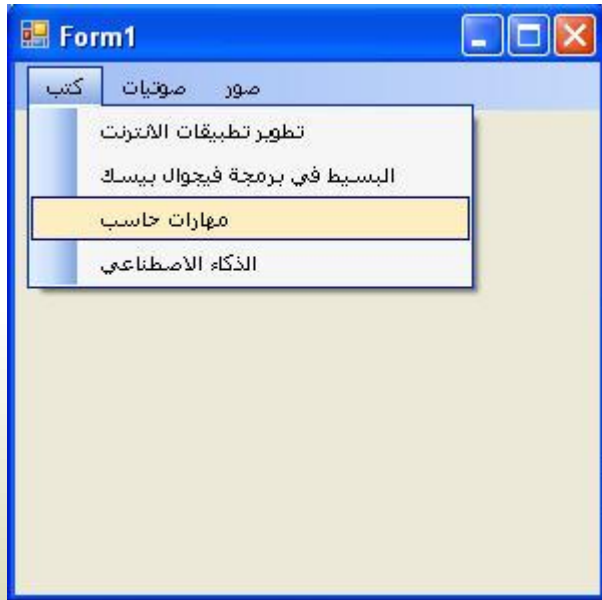 Form1
كتب صوتيات صور
تطوير تطبيقات الانترنت
البسيط في برمجة فيجوال بيسك
مهارات حاسب
الذكاء الاصطناعي